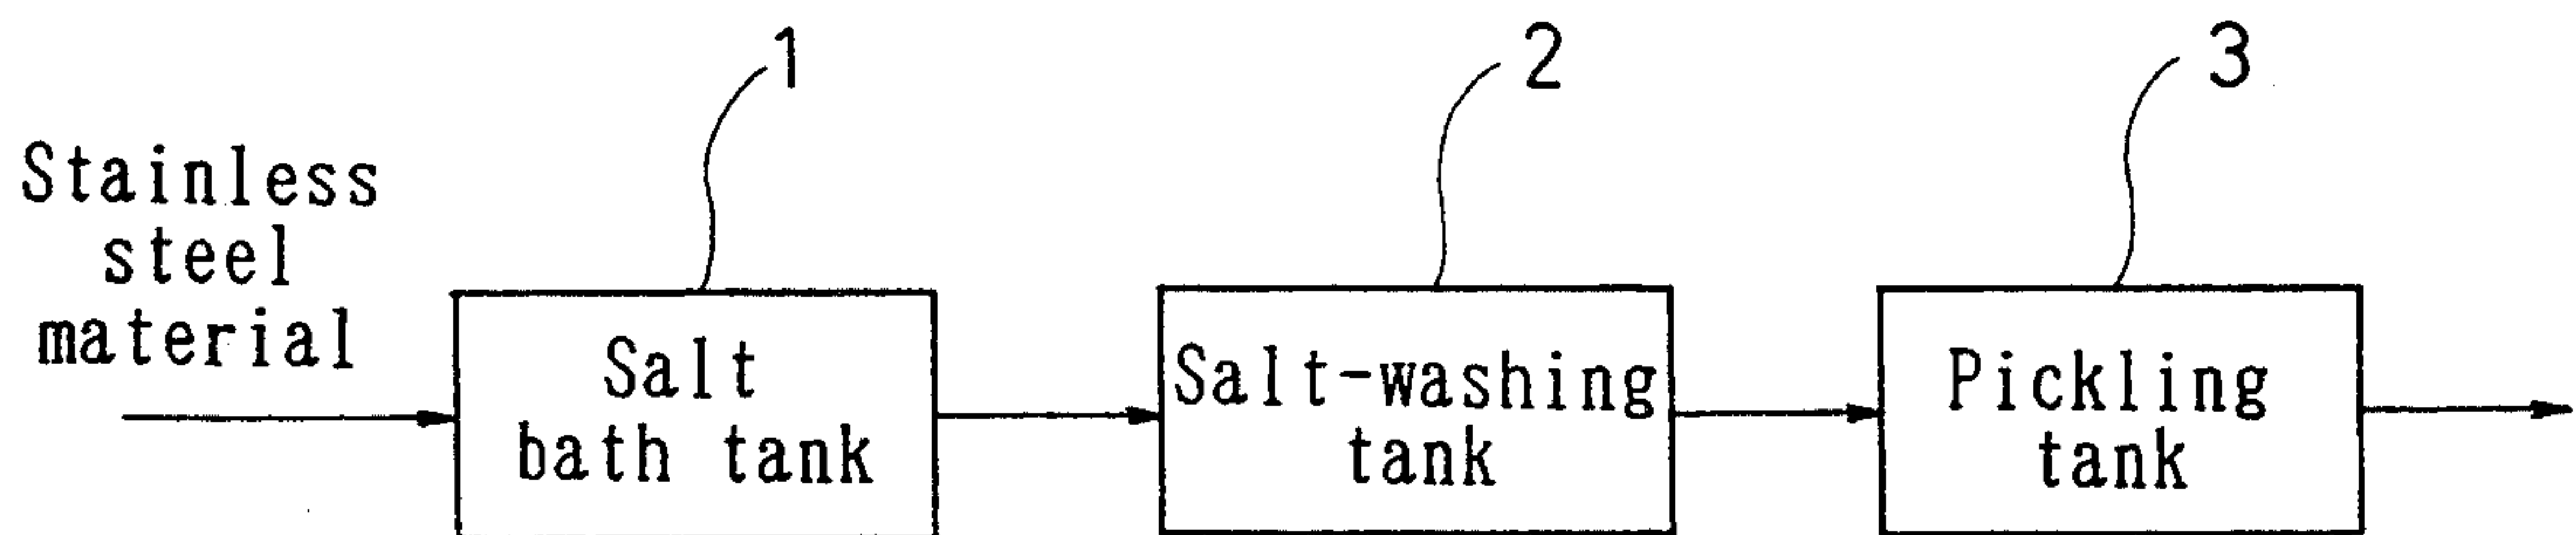 1
2
3
Stainless
steel
material
Salt
bath tank
Salt-washing
tank
Pickling
tank